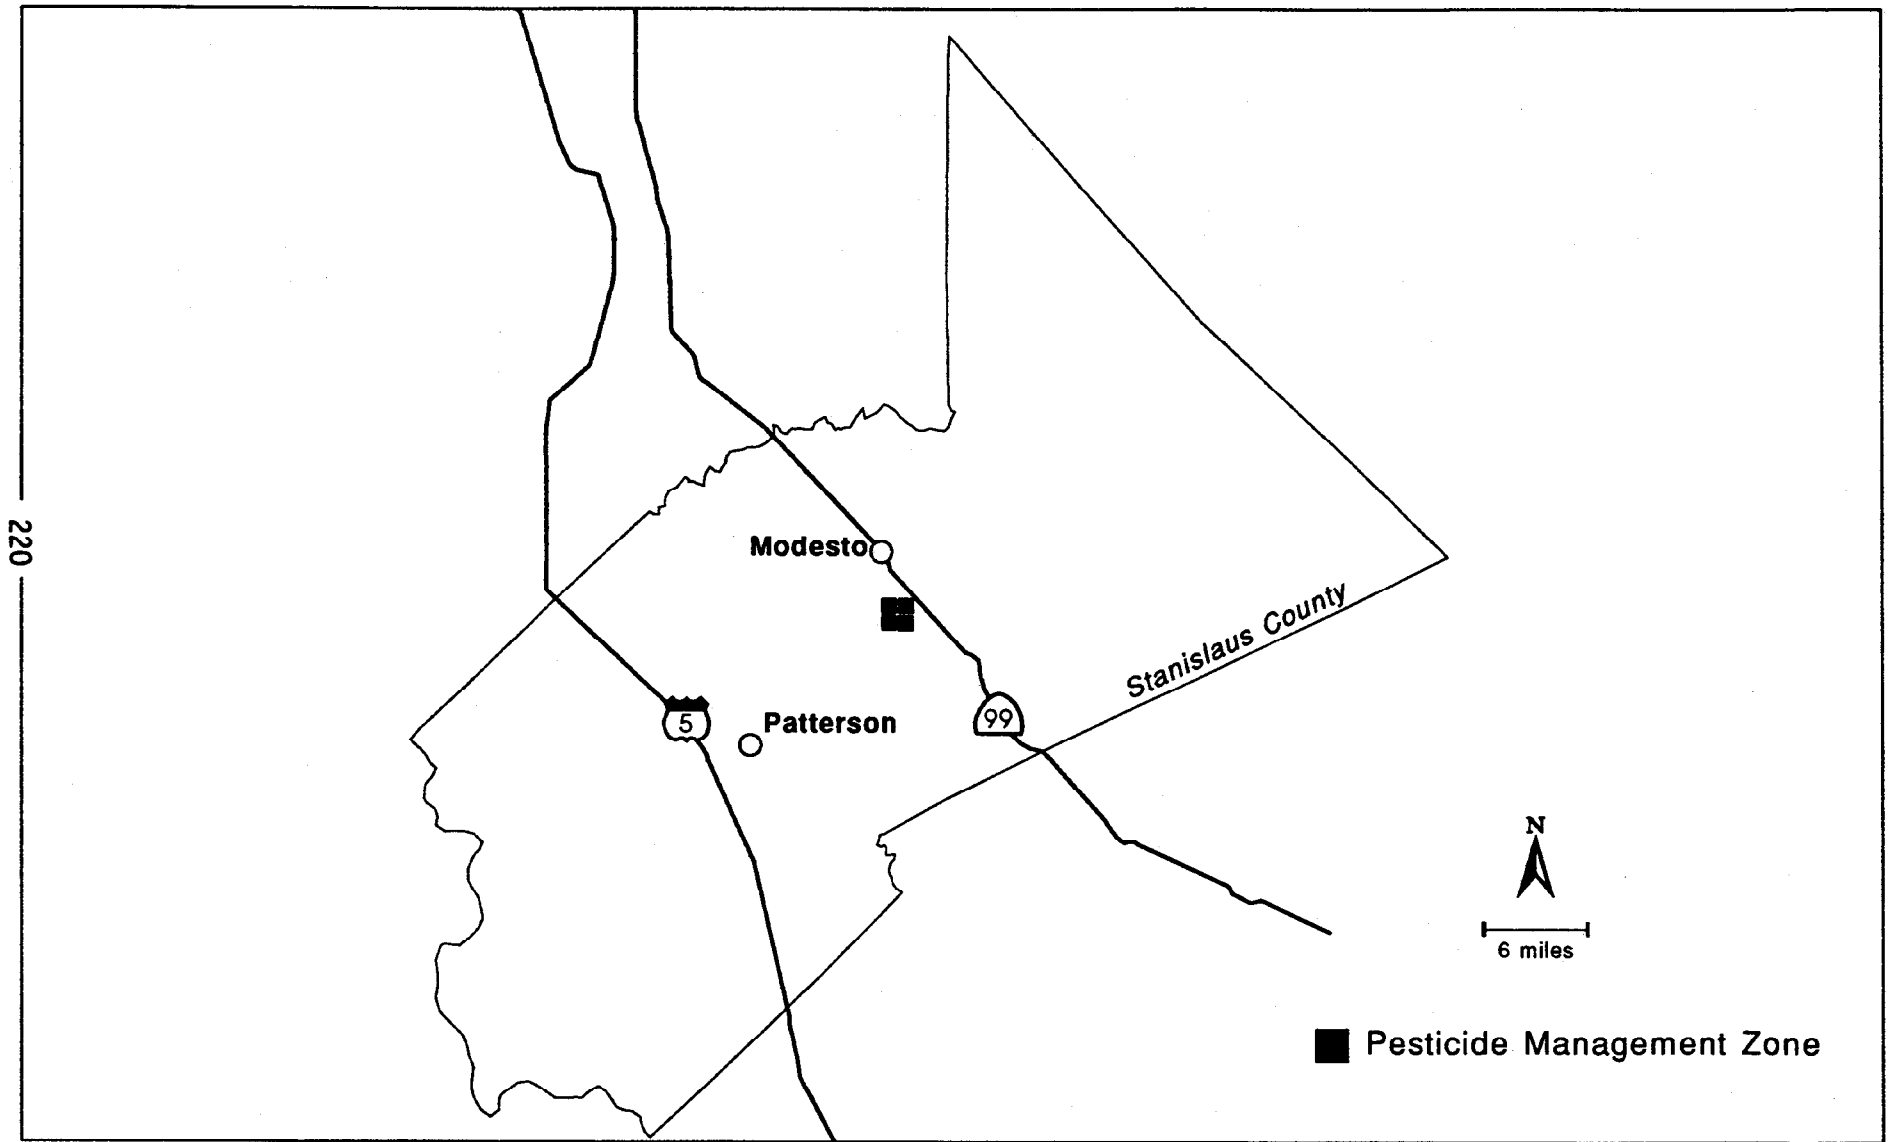 220
Modesto
Stanislaus County
5
Patterson
99
N
6 miles
Pesticide Management Zone